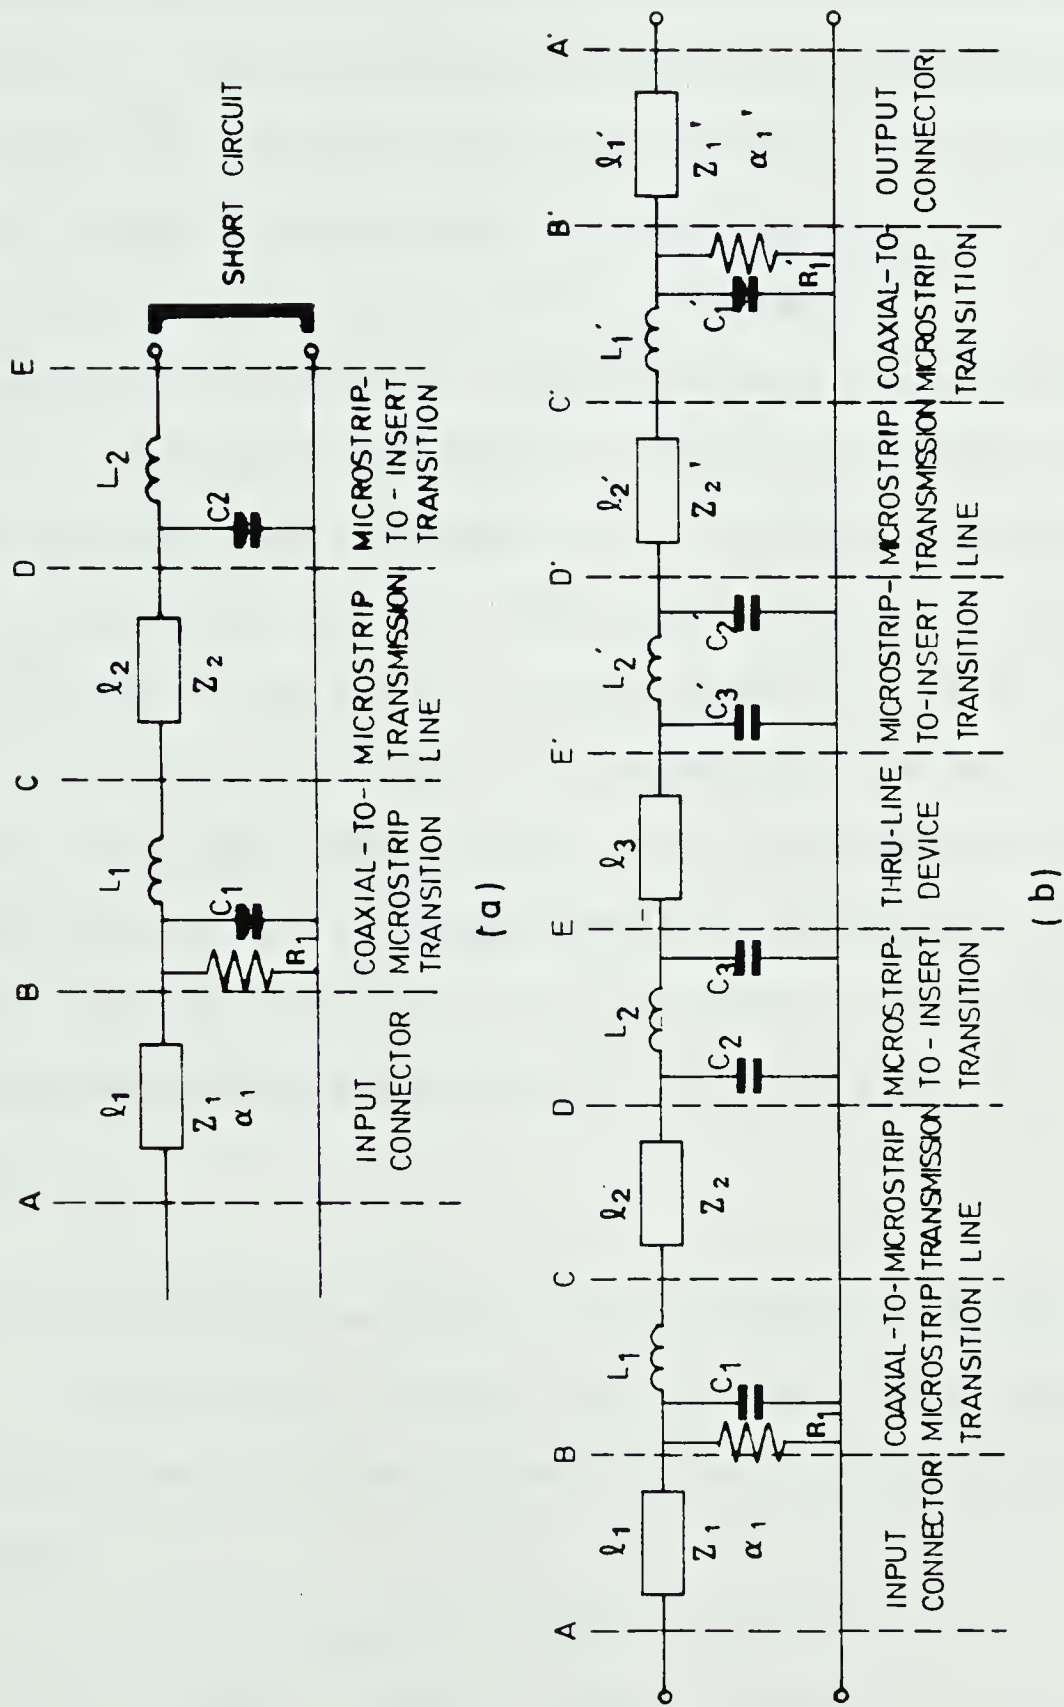 A B C D E
ℓ1 L1 ℓ2 L2
Z1 C1 Z2 C2 SHORT CIRCUIT
α1 R1
INPUT COAXIAL-TO- MICROSTRIP MICROSTRIP-
CONNECTOR MICROSTRIP TRANSMISSION TO-INSERT
TRANSITION LINE TRANSITION
(a)
A B C D E E' D' C' B' A'
ℓ1 L1 ℓ2 L2 ℓ3 L2' ℓ2' L1' ℓ1'
Z1 C1 Z2 C2 C3 C3' C2' Z2' C1' Z1'
α1 R1 R1' α1'
INPUT COAXIAL-TO- MICROSTRIP MICROSTRIP- THRU-LINE MICROSTRIP- MICROSTRIP COAXIAL-TO- OUTPUT
CONNECTOR MICROSTRIP TRANSMISSION TO-INSERT DEVICE TO-INSERT TRANSMISSION MICROSTRIP CONNECTOR
TRANSITION LINE TRANSITION TRANSITION LINE TRANSITION
(b)